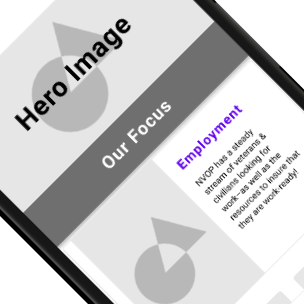 Hero Image
Our Focus
Employment
NVOP has a steady
stream of veterans &
civilians looking for
work--as well as the
resources to insure that
they are work-ready!